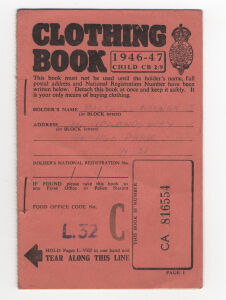 CLOTHING
BOOK
1946-47
CHILD CB 2/9
This book must not be used until the holder's name, full
postal address and National Registration Number have been
written below. Detach this book at once and keep it safely. It
is your only means of buying clothing.
HOLDER'S NAME
(in BLOCK letters)
ADDRESS
(in BLOCK letters)
HOLDER'S NATIONAL REGISTRATION No.
IF FOUND please take this book to
any Food Office or Police Station
FOOD OFFICE CODE No.
L.32
C
THIS BOOK IS NUMBER
CA 816554
HOLD Pages I.-VIII in one hand and
TEAR ALONG THIS LINE
PAGE I